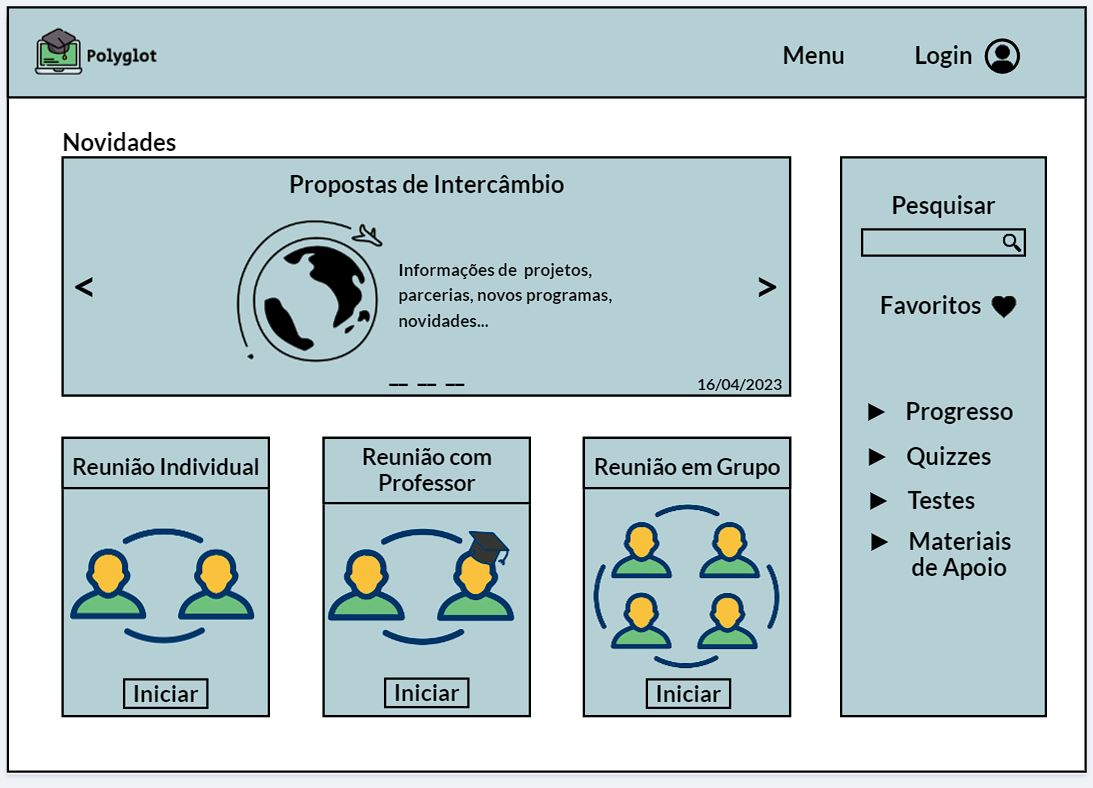 Polyglot
Menu
Login
Novidades
Propostas de Intercâmbio
Informações de projetos,
parcerias, novos programas,
novidades...
<
>
16/04/2023
Pesquisar
Favoritos
Progresso
Quizzes
Testes
Materiais
de Apoio
Reunião Individual
Iniciar
Reunião com
Professor
Iniciar
Reunião em Grupo
Iniciar